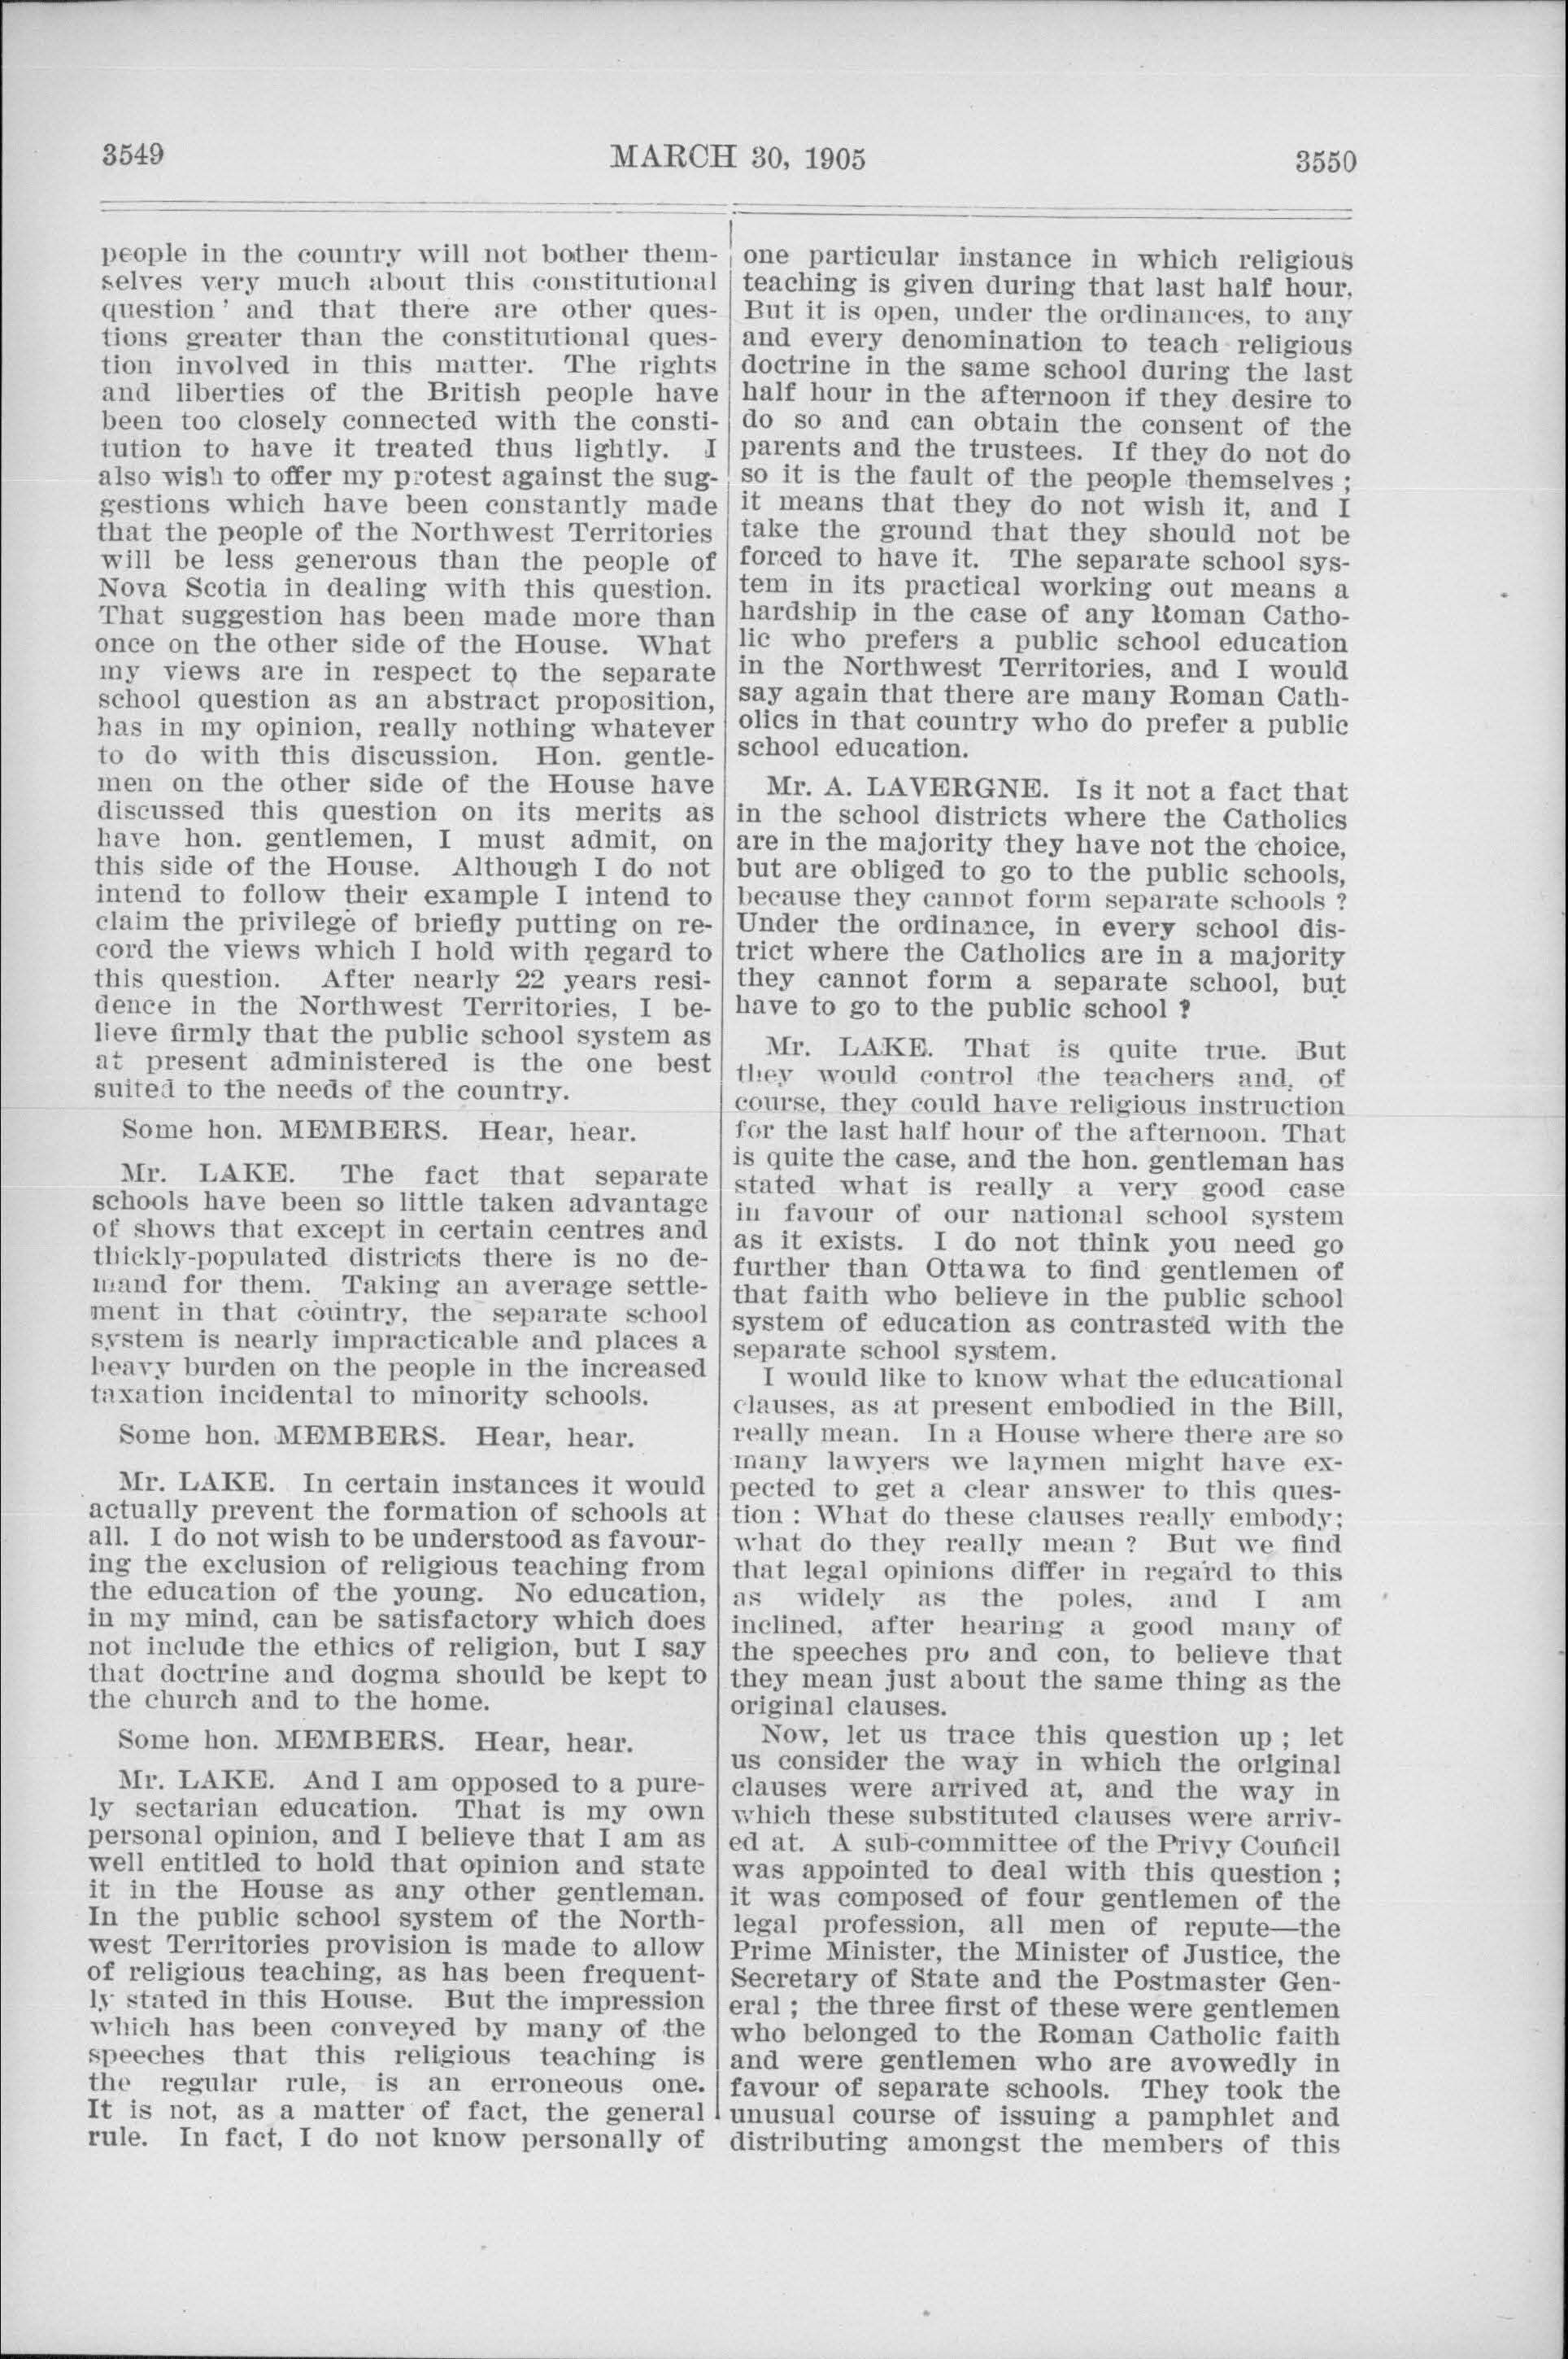 3549
MARCH 30, 1905
3550
people in the country will not bother them-
selves very much about this constitutional
question ' and that there are other ques-
tions greater than the constitutional ques-
tion involved in this matter. The rights
and liberties of the British people have
been too closely connected with the consti-
tution to have it treated thus lightly. I
also wish to offer my protest against the sug-
gestions which have been constantly made
that the people of the Northwest Territories
will be less generous than the people of
Nova Scotia in dealing with this question.
That suggestion has been made more than
once on the other side of the House. What
my views are in respect to the separate
school question as an abstract proposition,
has in my opinion, really nothing whatever
to do with this discussion. Hon. gentle-
men on the other side of the House have
discussed this question on its merits as
have hon. gentlemen, I must admit, on
this side of the House. Although I do not
intend to follow their example I intend to
claim the privilege of briefly putting on re-
cord the views which I hold with regard to
this question. After nearly 22 years resi-
dence in the Northwest Territories, I be-
lieve firmly that the public school system as
at present administered is the one best
suited to the needs of the country.
Some hon. MEMBERS. Hear, hear.
Mr. LAKE. The fact that separate
schools have been so little taken advantage
of shows that except in certain centres and
thickly-populated districts there is no de-
mand for them. Taking an average settle-
ment in that country, the separate school
system is nearly impracticable and places a
heavy burden on the people in the increased
taxation incidental to minority schools.
Some hon. MEMBERS. Hear, hear.
Mr. LAKE. In certain instances it would
actually prevent the formation of schools at
all. I do not wish to be understood as favour-
ing the exclusion of religious teaching from
the education of the young. No education,
in my mind, can be satisfactory which does
not include the ethics of religion, but I say
that doctrine and dogma should be kept to
the church and to the home.
Some hon. MEMBERS. Hear, hear.
Mr. LAKE. And I am opposed to a pure-
ly sectarian education. That is my own
personal opinion, and I believe that I am as
well entitled to hold that opinion and state
it in the House as any other gentleman.
In the public school system of the North-
west Territories provision is made to allow
of religious teaching, as has been frequent-
ly stated in this House. But the impression
which has been conveyed by many of the
speeches that this religious teaching is
the regular rule, is an erroneous one.
It is not, as a matter of fact, the general
rule. In fact, I do not know personally of
one particular instance in which religious
teaching is given during that last half hour.
But it is open, under the ordinances, to any
and every denomination to teach religious
doctrine in the same school during the last
half hour in the afternoon if they desire to
do so and can obtain the consent of the
parents and the trustees. If they do not do
so it is the fault of the people themselves ;
it means that they do not wish it, and I
take the ground that they should not be
forced to have it. The separate school sys-
tem in its practical working out means a
hardship in the case of any Roman Catho-
lic who prefers a public school education
in the Northwest Territories, and I would
say again that there are many Roman Cath-
olics in that country who do prefer a public
school education.
Mr. A. LAVERGNE. Is it not a fact that
in the school districts where the Catholics
are in the majority they have not the choice,
but are obliged to go to the public schools,
because they cannot form separate schools ?
Under the ordinance, in every school dis-
trict where the Catholics are in a majority
they cannot form a separate school, but
have to go to the public school ?
Mr. LAKE. That is quite true. But
they would control the teachers and, of
course, they could have religious instruction
for the last half hour of the afternoon. That
is quite the case, and the hon. gentleman has
stated what is really a very good case
in favour of our national school system
as it exists. I do not think you need go
further than Ottawa to find gentlemen of
that faith who believe in the public school
system of education as contrasted with the
separate school system.
I would like to know what the educational
clauses, as at present embodied in the Bill,
really mean. In a House where there are so
many lawyers we laymen might have ex-
pected to get a clear answer to this ques-
tion : What do these clauses really embody;
what do they really mean ? But we find
that legal opinions differ in regard to this
as widely as the poles, and I am
inclined, after hearing a good many of
the speeches pro and con, to believe that
they mean just about the same thing as the
original clauses.
Now, let us trace this question up ; let
us consider the way in which the original
clauses were arrived at, and the way in
which these substituted clauses were arriv-
ed at. A sub-committee of the Privy Council
was appointed to deal with this question ;
it was composed of four gentlemen of the
legal profession, all men of repute—the
Prime Minister, the Minister of Justice, the
Secretary of State and the Postmaster Gen-
eral ; the three first of these were gentlemen
who belonged to the Roman Catholic faith
and were gentlemen who are avowedly in
favour of separate schools. They took the
unusual course of issuing a pamphlet and
distributing amongst the members of this